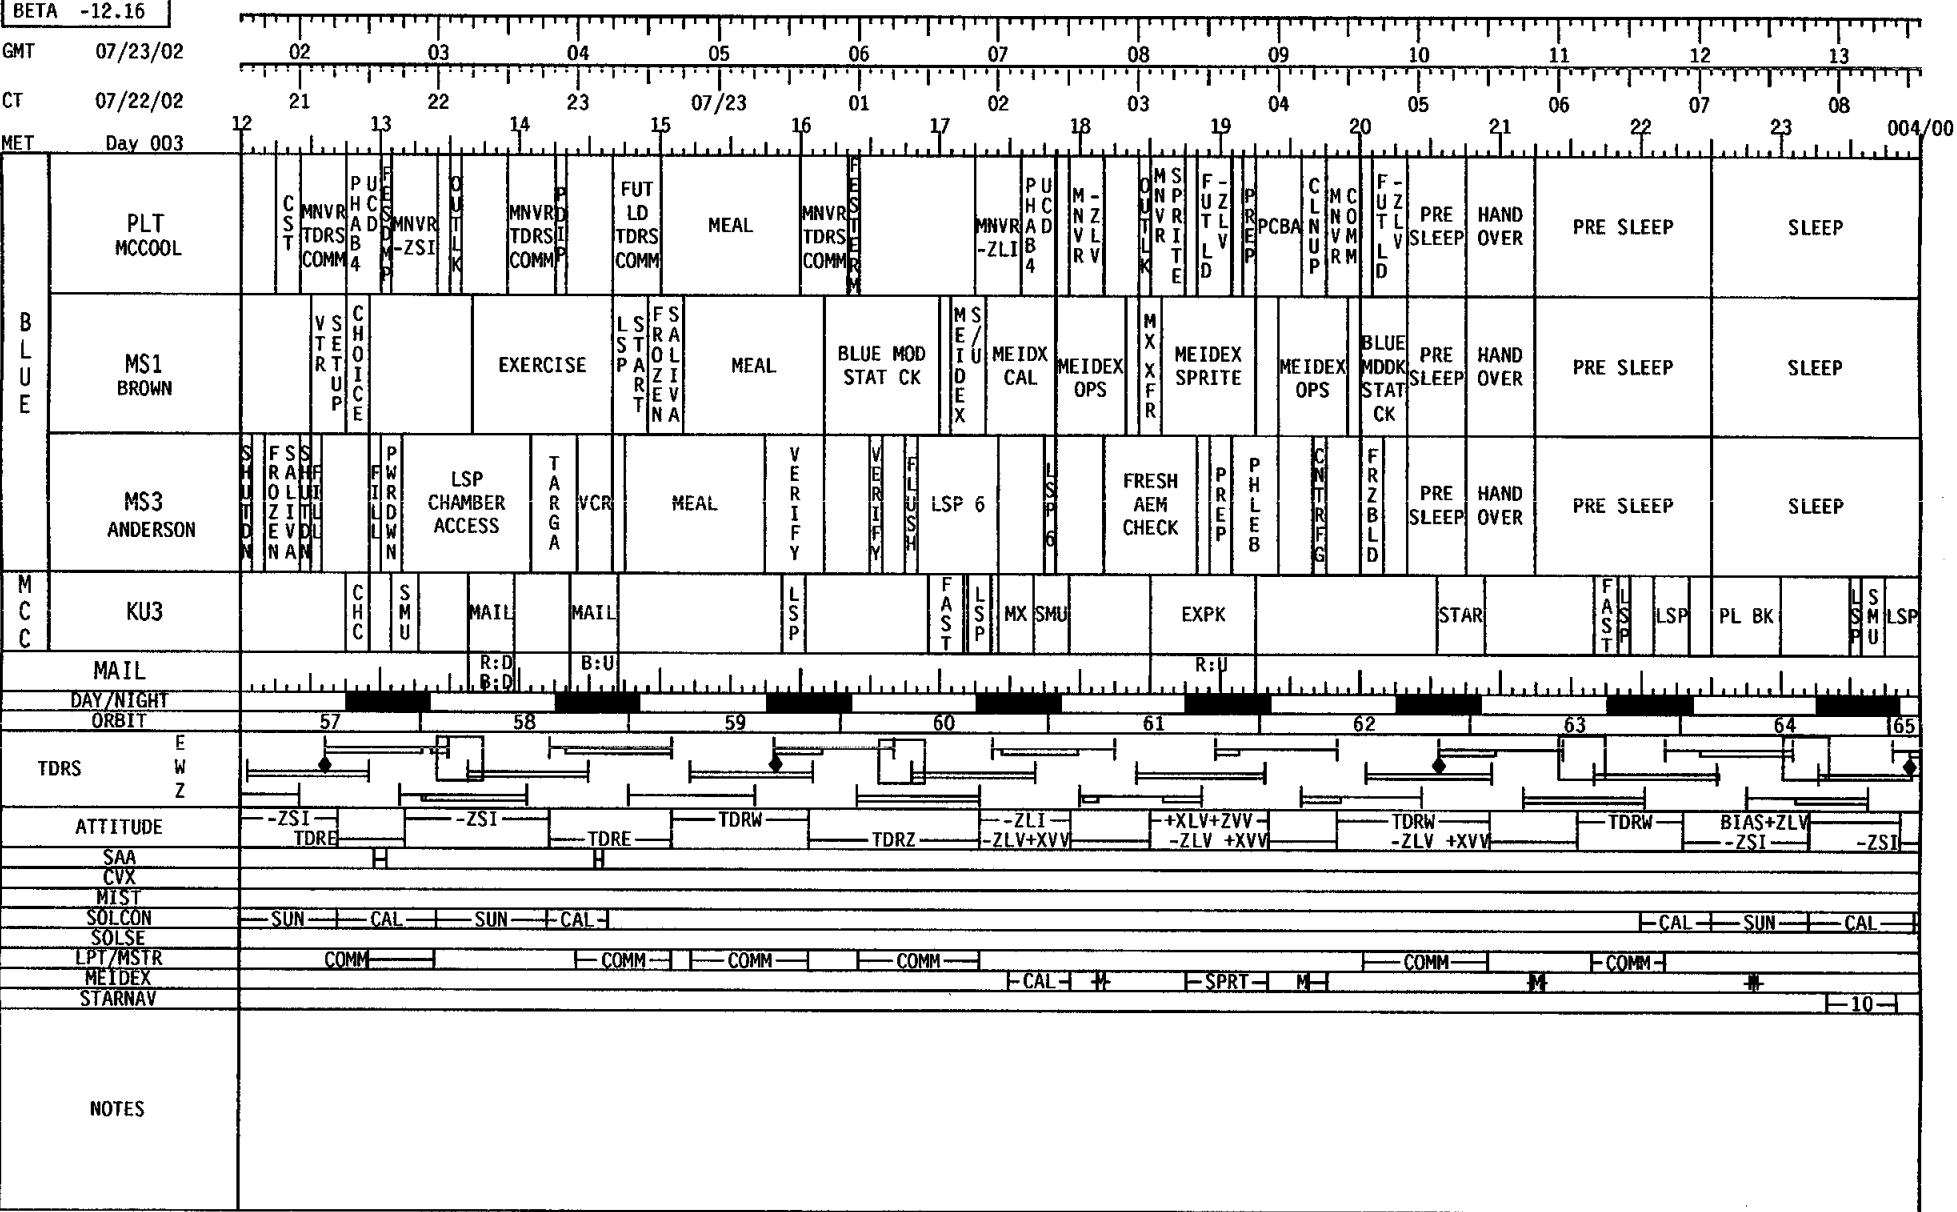 BETA -12.16
GMT 07/23/02 02 03 04 05 06 07 08 09 10 11 12 13
CT 07/22/02 21 22 23 07/23 01 02 03 04 05 06 07 08
12 13 14 15 16 17 18 19 20 21 22 23 004/00
MET Day 003
BLUE
PLT MCCOOL
CST
MNVR TDRS COMM
PHAB4 UCD
FESDMP
MNVR -ZSI
OUTLK
MNVR TDRS COMM
PDIP
FUT LD TDRS COMM
MEAL
MNVR TDRS COMM
FESTERM
MNVR -ZLI
PHAB4 UCD
MNVR -ZLV
OUTLK
MNVR SPRITE
FUT LD -ZLV
PREP
PCBA
CLNUP
MNVR COMM
FUT LD -ZLV
PRE SLEEP
HAND OVER
PRE SLEEP
SLEEP
MS1 BROWN
VTR SETUP
CHOICE
EXERCISE
LSP START
FROZEN SALIVA
MEAL
BLUE MOD STAT CK
MEIDEX S/U
MEIDX CAL
MEIDEX OPS
MX XFR
MEIDEX SPRITE
MEIDEX OPS
BLUE MDDK STAT CK
PRE SLEEP
HAND OVER
PRE SLEEP
SLEEP
MS3 ANDERSON
SHUTDN
FROZEN SALIVA
SHUTDN
FILL
FILL
PWRDWN
LSP CHAMBER ACCESS
TARGA
VCR
MEAL
VERIFY
VERIFY
FLUSH
LSP 6
LSP 6
FRESH AEM CHECK
PREP
PHLEB
CNTRFG
FRZBLD
PRE SLEEP
HAND OVER
PRE SLEEP
SLEEP
MCC
KU3
CHC
SMU
MAIL
MAIL
LSP
FAST
LSP
MX
SMU
EXPK
STAR
FAST
LSP
LSP
PL BK
LSP
SMU
LSP
MAIL R:D B:U R:U
B:D
DAY/NIGHT
ORBIT 57 58 59 60 61 62 63 64 65
TDRS
E
W
Z
ATTITUDE
-ZSI TDRE -ZSI TDRE TDRW TDRZ -ZLI -ZLV+XVV +XLV+ZVV -ZLV +XVV TDRW -ZLV +XVV TDRW BIAS+ZLV -ZSI -ZSI
SAA
CVX
MIST
SOLCON SUN CAL SUN CAL CAL SUN CAL
SOLSE
LPT/MSTR COMM COMM COMM COMM COMM COMM
MEIDEX CAL M SPRT M M M
STARNAV 10
NOTES